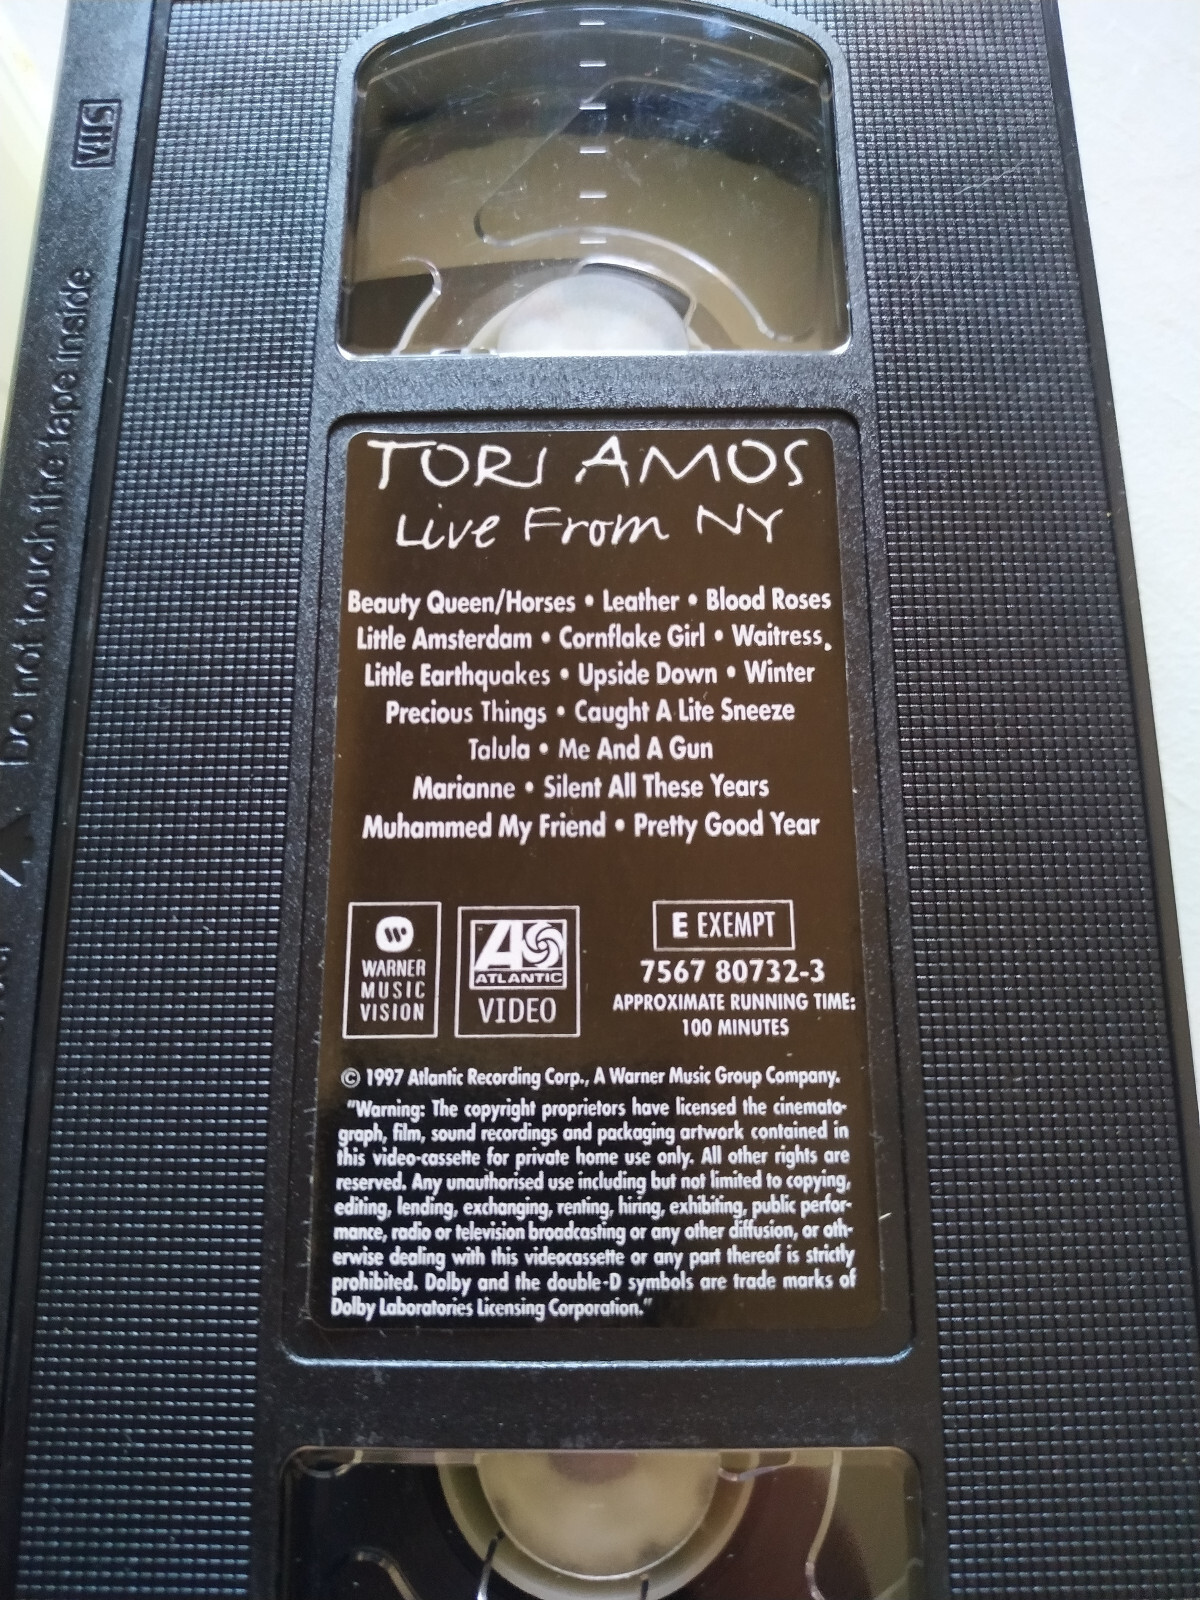 VHS
Do not touch the tape inside
TORI AMOS
Live From NY
Beauty Queen/Horses • Leather • Blood Roses
Little Amsterdam • Cornflake Girl • Waitress.
Little Earthquakes • Upside Down • Winter
Precious Things • Caught A Lite Sneeze
Talula • Me And A Gun
Marianne • Silent All These Years
Muhammed My Friend • Pretty Good Year
WARNER
MUSIC
VISION
ATLANTIC
VIDEO
E EXEMPT
7567 80732-3
APPROXIMATE RUNNING TIME:
100 MINUTES
© 1997 Atlantic Recording Corp., A Warner Music Group Company.
"Warning: The copyright proprietors have licensed the cinemato-
graph, film, sound recordings and packaging artwork contained in
this video-cassette for private home use only. All other rights are
reserved. Any unauthorised use including but not limited to copying,
editing, lending, exchanging, renting, hiring, exhibiting, public perfor-
mance, radio or television broadcasting or any other diffusion, or oth-
erwise dealing with this videocassette or any part thereof is strictly
prohibited. Dolby and the double-D symbols are trade marks of
Dolby Laboratories Licensing Corporation."